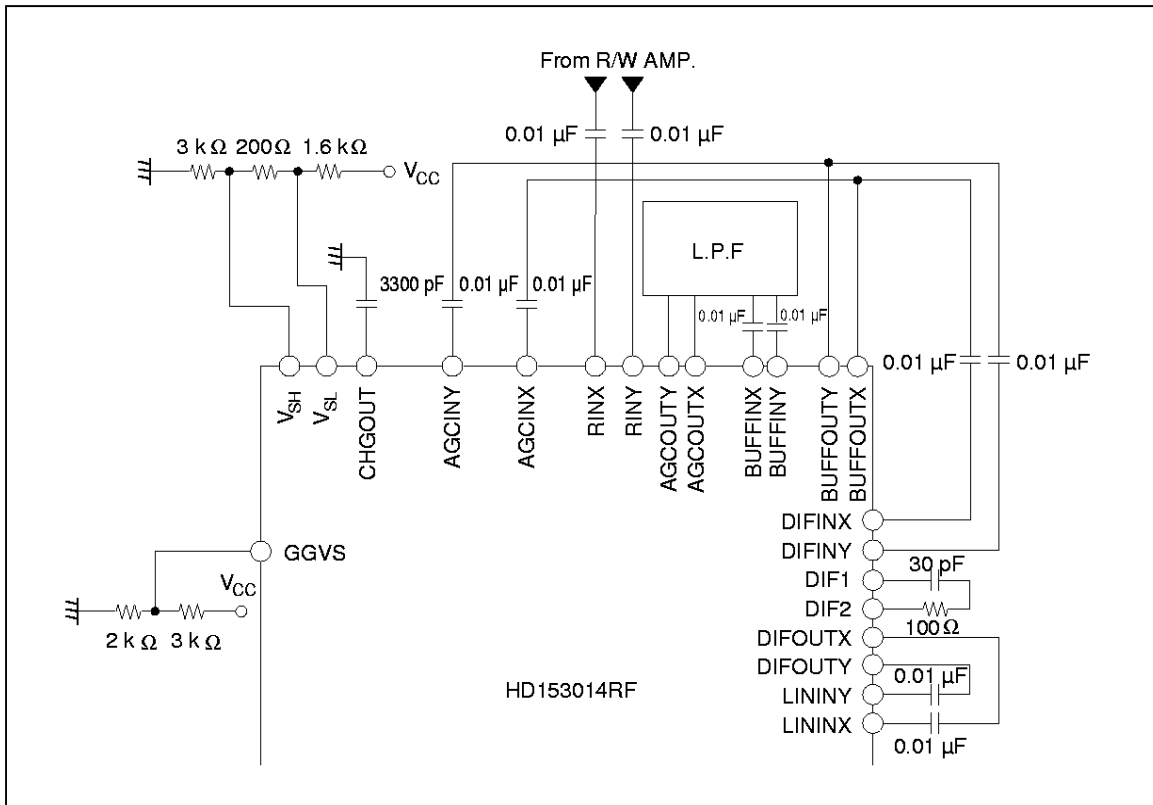 From R/W AMP.
0.01 µF 0.01 µF
3 kΩ 200Ω 1.6 kΩ
VCC
L.P.F
3300 pF 0.01 µF 0.01 µF
0.01 µF 0.01 µF
0.01 µF 0.01 µF
VSH
VSL
CHGOUT
AGCINY
AGCINX
RINX
RINY
AGCOUTY
AGCOUTX
BUFFINX
BUFFINY
BUFFOUTY
BUFFOUTX
DIFINX
GGVS
DIFINY
30 pF
DIF1
VCC
DIF2
100Ω
2 kΩ 3 kΩ
DIFOUTX
DIFOUTY
0.01 µF
HD153014RF
LININY
LININX
0.01 µF